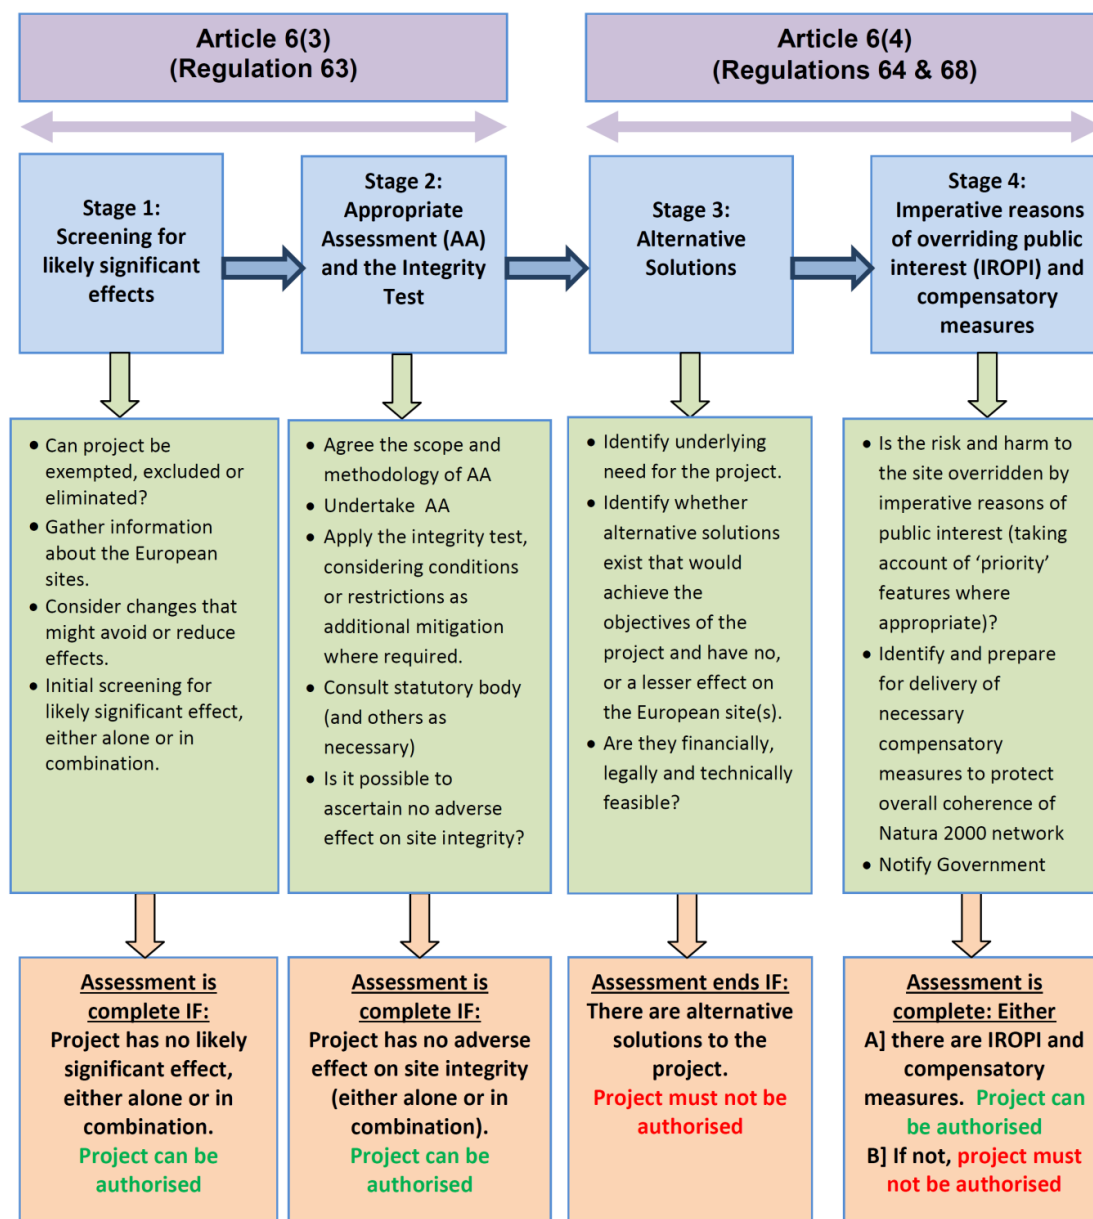 Article 6(3)
(Regulation 63)
Article 6(4)
(Regulations 64 & 68)
Stage 1:
Screening for
likely significant
effects
Stage 2:
Appropriate
Assessment (AA)
and the Integrity
Test
Stage 3:
Alternative
Solutions
Stage 4:
Imperative reasons
of overriding public
interest (IROPI) and
compensatory
measures
• Can project be
exempted, excluded or
eliminated?
• Gather information
about the European
sites.
• Consider changes that
might avoid or reduce
effects.
• Initial screening for
likely significant effect,
either alone or in
combination.
• Agree the scope and
methodology of AA
• Undertake AA
• Apply the integrity test,
considering conditions
or restrictions as
additional mitigation
where required.
• Consult statutory body
(and others as
necessary)
• Is it possible to
ascertain no adverse
effect on site integrity?
• Identify underlying
need for the project.
• Identify whether
alternative solutions
exist that would
achieve the
objectives of the
project and have no,
or a lesser effect on
the European site(s).
• Are they financially,
legally and technically
feasible?
• Is the risk and harm to
the site overridden by
imperative reasons of
public interest (taking
account of ‘priority’
features where
appropriate)?
• Identify and prepare
for delivery of
necessary
compensatory
measures to protect
overall coherence of
Natura 2000 network
• Notify Government
Assessment is
complete IF:
Project has no likely
significant effect,
either alone or in
combination.
Project can be
authorised
Assessment is
complete IF:
Project has no adverse
effect on site integrity
(either alone or in
combination).
Project can be
authorised
Assessment ends IF:
There are alternative
solutions to the
project.
Project must not be
authorised
Assessment is
complete: Either
A] there are IROPI and
compensatory
measures. Project can
be authorised
B] If not, project must
not be authorised